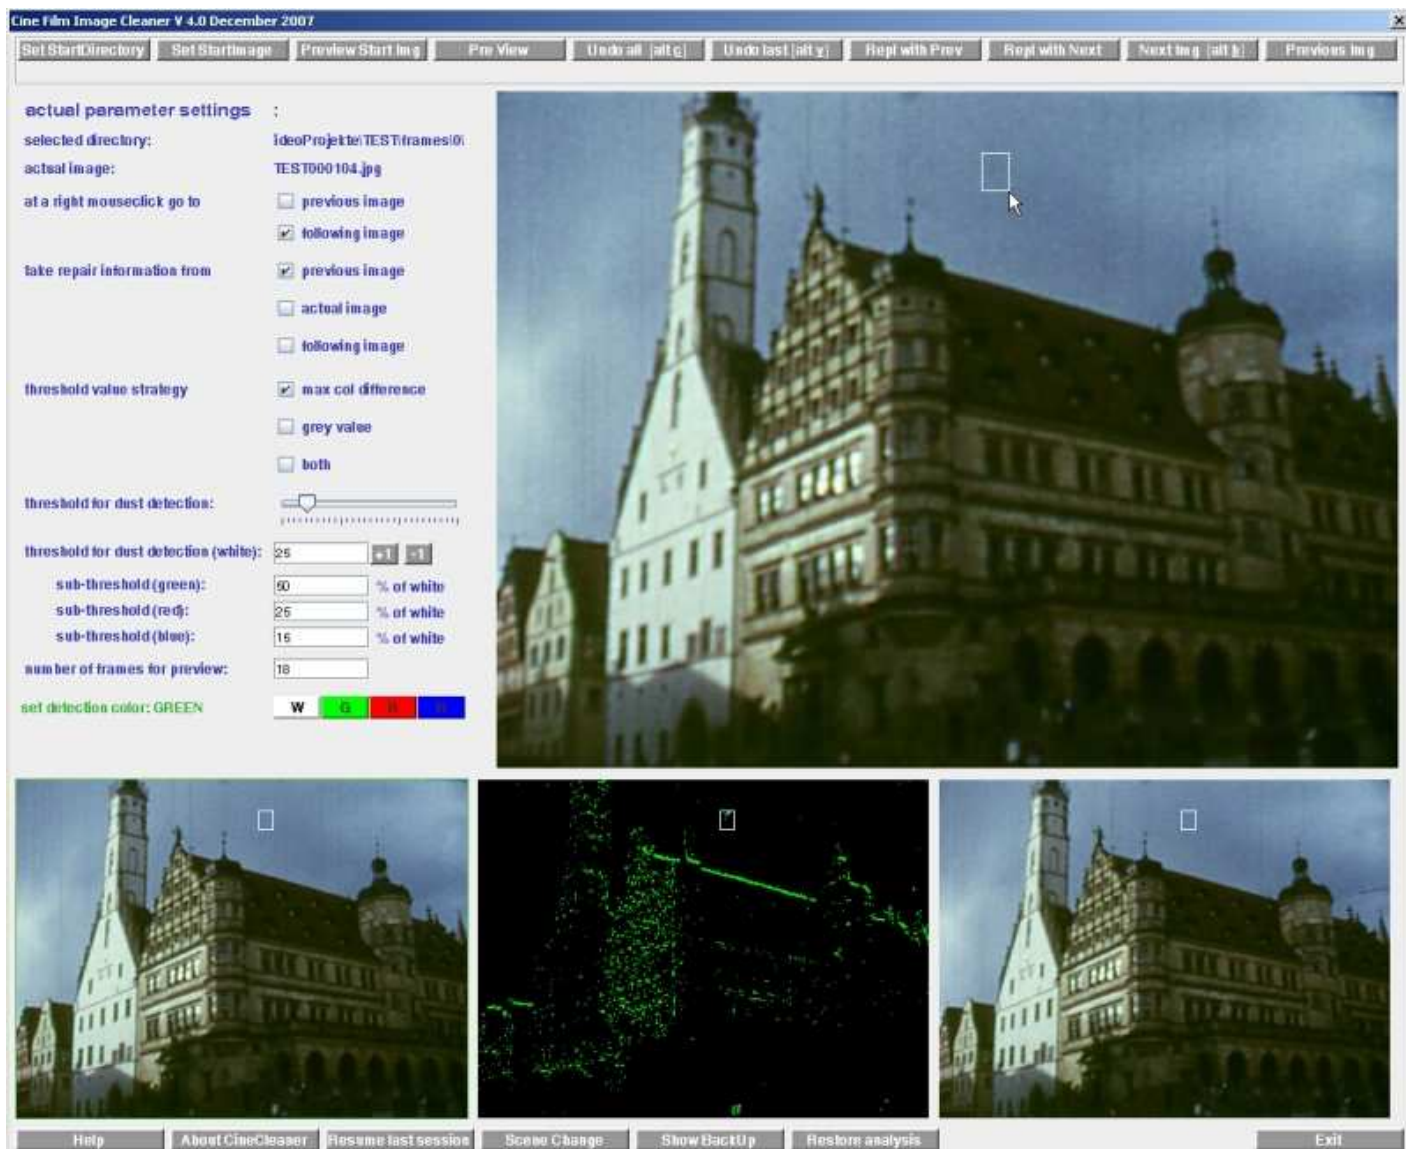 Cine Film Image Cleaner V 4.0 December 2007
Set StartDirectory Set StartImage Preview Start Img Pre View Undo all (alt c) Undo last (alt y) Repl with Prev Repl with Next Next Img (alt b) Previous Img
actual parameter settings :
selected directory: ideoProjekte\TEST\frames\0\
actual image: TEST000104.jpg
at a right mouseclick go to previous image
following image
take repair information from previous image
actual image
following image
threshold value strategy max col difference
grey value
both
threshold for dust detection:
threshold for dust detection (white): 25 +1 -1
sub-threshold (green): 60 % of white
sub-threshold (red): 25 % of white
sub-threshold (blue): 15 % of white
number of frames for preview: 18
set detection color: GREEN W G R
Help About CineCleaner Resume last session Scene Change Show BackUp Restore analysis Exit